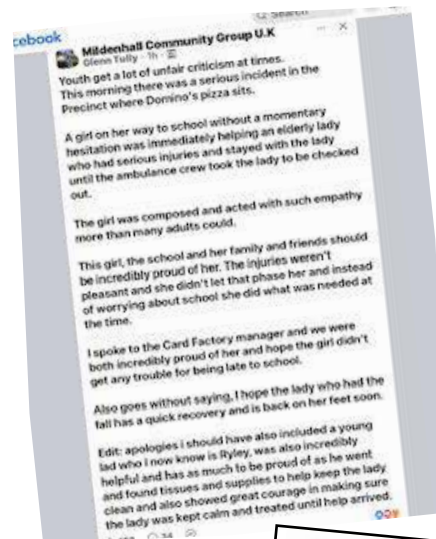 cebook
Search
Mildenhall Community Group U.K
Glenn Tully · 1h ·
Youth get a lot of unfair criticism at times.
This morning there was a serious incident in the
Precinct where Domino's pizza sits.
A girl on her way to school without a momentary
hesitation was immediately helping an elderly lady
who had serious injuries and stayed with the lady
until the ambulance crew took the lady to be checked
out.
The girl was composed and acted with such empathy
more than many adults could.
This girl, the school and her family and friends should
be incredibly proud of her. The injuries weren't
pleasant and she didn't let that phase her and instead
of worrying about school she did what was needed at
the time.
I spoke to the Card Factory manager and we were
both incredibly proud of her and hope the girl didn't
get any trouble for being late to school.
Also goes without saying, I hope the lady who had the
fall has a quick recovery and is back on her feet soon.
Edit: apologies i should have also included a young
lad who I now know is Ryley, was also incredibly
helpful and has as much to be proud of as he went
and found tissues and supplies to help keep the lady
clean and also showed great courage in making sure
the lady was kept calm and treated until help arrived.